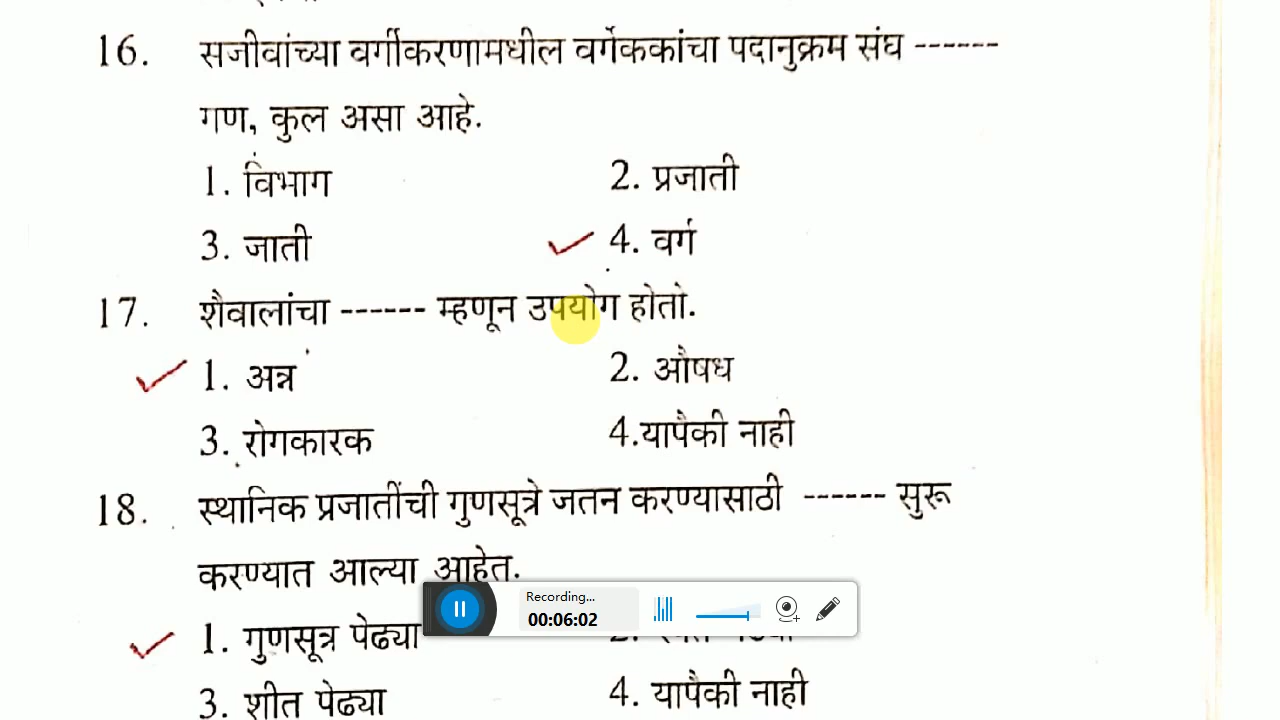 16. सजीवांच्या वर्गीकरणामधील वर्गेककांचा पदानुक्रम संघ ------
गण, कुल असा आहे.
1. विभाग 2. प्रजाती
3. जाती 4. वर्ग
17. शैवालांचा ------ म्हणून उपयोग होतो.
1. अन्न 2. औषध
3. रोगकारक 4.यापैकी नाही
18. स्थानिक प्रजातींची गुणसूत्रे जतन करण्यासाठी ------ सुरू
करण्यात आल्या आहेत.
Recording...
00:06:02
1. गुणसूत्र पेढ्या 2.
3. शीत पेढ्या 4. यापैकी नाही